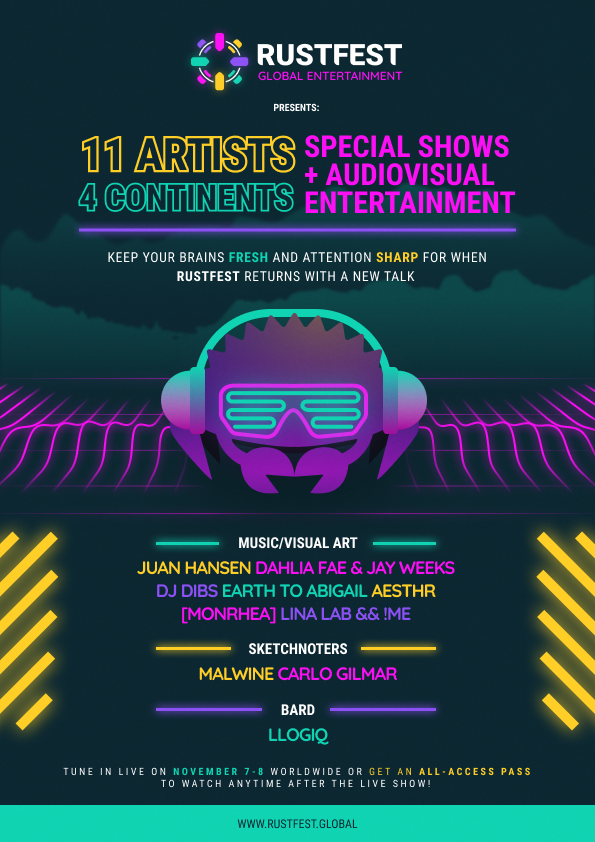 RUSTFEST
GLOBAL ENTERTAINMENT
PRESENTS:
11 ARTISTS
4 CONTINENTS
SPECIAL SHOWS
+ AUDIOVISUAL
ENTERTAINMENT
KEEP YOUR BRAINS FRESH AND ATTENTION SHARP FOR WHEN
RUSTFEST RETURNS WITH A NEW TALK
MUSIC/VISUAL ART
JUAN HANSEN DAHLIA FAE & JAY WEEKS
DJ DIBS EARTH TO ABIGAIL AESTHR
[MONRHEA] LINA LAB && !ME
SKETCHNOTERS
MALWINE CARLO GILMAR
BARD
LLOGIQ
TUNE IN LIVE ON NOVEMBER 7-8 WORLDWIDE OR GET AN ALL-ACCESS PASS
TO WATCH ANYTIME AFTER THE LIVE SHOW!
WWW.RUSTFEST.GLOBAL